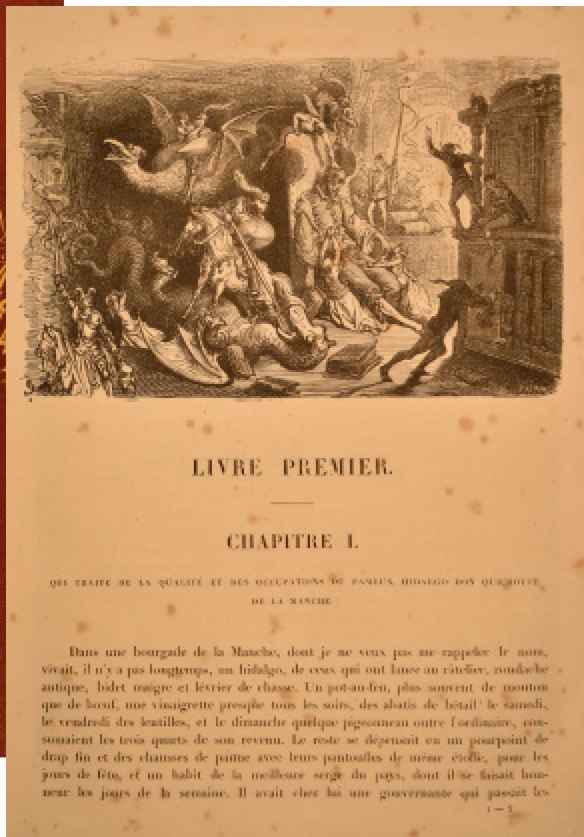 LIVRE PREMIER.
CHAPITRE I.
QUI TRAITE DE LA QUALITÉ ET DES OCCUPATIONS DU FAMEUX HIDALGO DON QUICHOTTE
DE LA MANCHE.
Dans une bourgade de la Manche, dont je ne veux pas me rappeler le nom,
vivait, il n'y a pas longtemps, un hidalgo, de ceux qui ont lance au râtelier, rondache
antique, bidet maigre et lévrier de chasse. Un pot-au-feu, plus souvent de mouton
que de bœuf, une vinaigrette presque tous les soirs, des abatis de bétail le samedi,
le vendredi des lentilles, et le dimanche quelque pigeonneau outre l'ordinaire, con-
sumaient les trois quarts de son revenu. Le reste se dépensait en un pourpoint de
drap fin et des chausses de panne avec leurs pantoufles de même étoffe, pour les
jours de fête, et un habit de la meilleure serge du pays, dont il se faisait hon-
neur les jours de la semaine. Il avait chez lui une gouvernante qui passait les